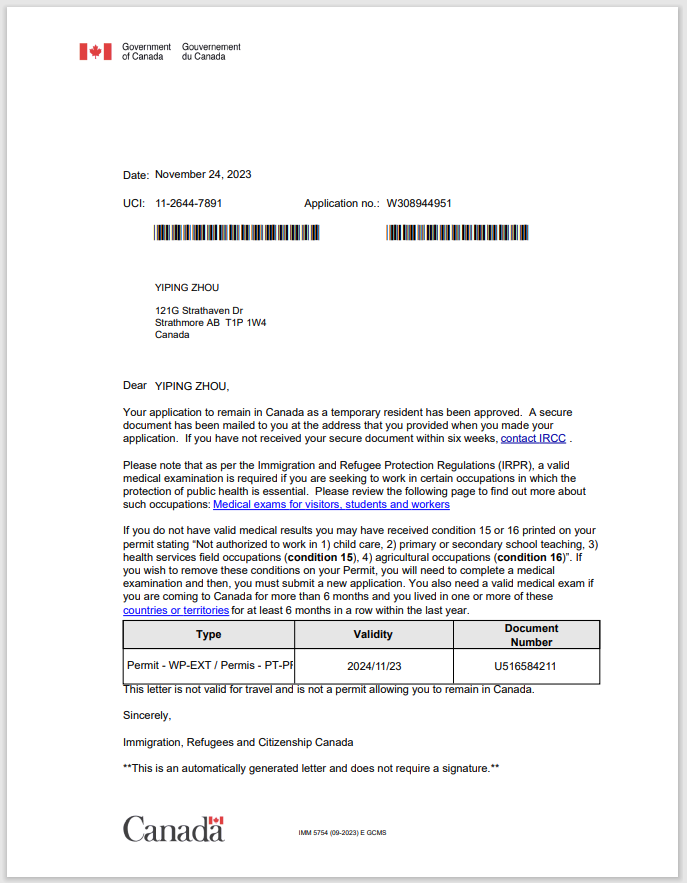 Government of Canada
Gouvernement du Canada
Date: November 24, 2023
UCI: 11-2644-7891 Application no.: W308944951
YIPING ZHOU
121G Strathaven Dr
Strathmore AB  T1P 1W4
Canada
Dear YIPING ZHOU,
Your application to remain in Canada as a temporary resident has been approved.  A secure
document has been mailed to you at the address that you provided when you made your
application.  If you have not received your secure document within six weeks, contact IRCC .
Please note that as per the Immigration and Refugee Protection Regulations (IRPR), a valid
medical examination is required if you are seeking to work in certain occupations in which the
protection of public health is essential.  Please review the following page to find out more about
such occupations: Medical exams for visitors, students and workers
If you do not have valid medical results you may have received condition 15 or 16 printed on your
permit stating “Not authorized to work in 1) child care, 2) primary or secondary school teaching, 3)
health services field occupations (condition 15), 4) agricultural occupations (condition 16)”. If
you wish to remove these conditions on your Permit, you will need to complete a medical
examination and then, you must submit a new application. You also need a valid medical exam if
you are coming to Canada for more than 6 months and you lived in one or more of these
countries or territories for at least 6 months in a row within the last year.
Type Validity Document Number
Permit - WP-EXT / Permis - PT-PR 2024/11/23 U516584211
This letter is not valid for travel and is not a permit allowing you to remain in Canada.
Sincerely,
Immigration, Refugees and Citizenship Canada
**This is an automatically generated letter and does not require a signature.**
Canada
IMM 5754 (09-2023) E GCMS